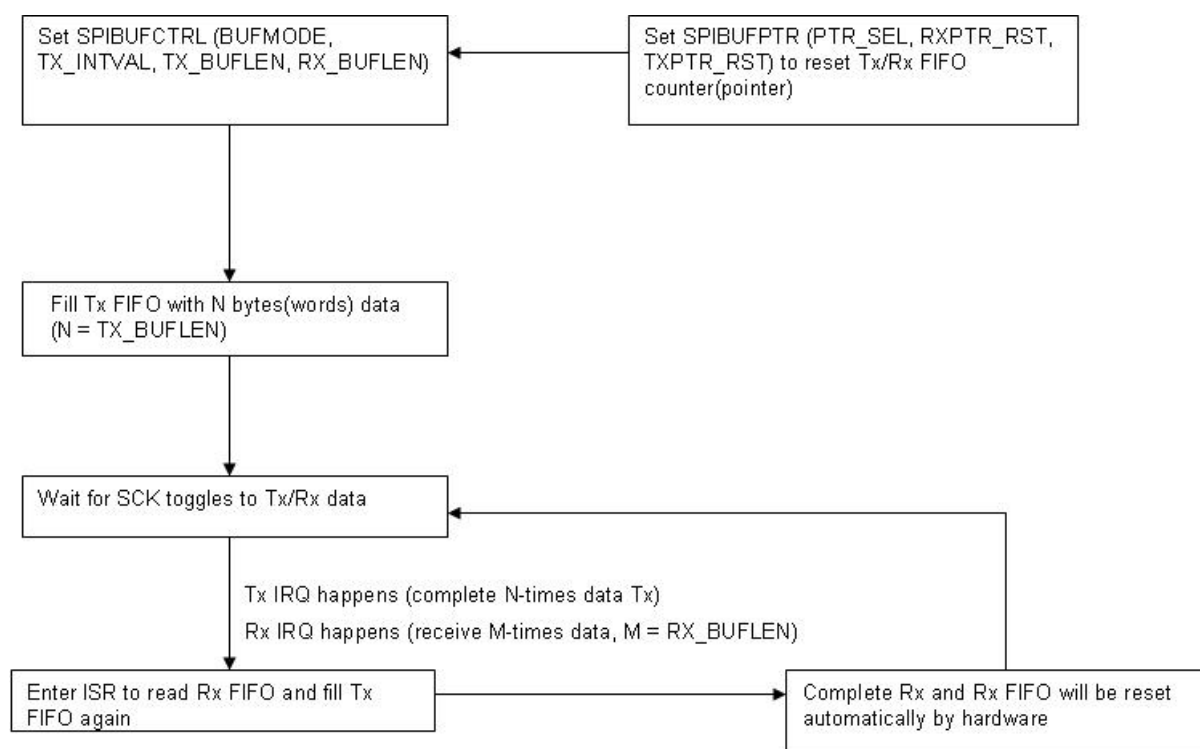 Set SPIBUFCTRL (BUFMODE,
TX_INTVAL, TX_BUFLEN, RX_BUFLEN)
Set SPIBUFPTR (PTR_SEL, RXPTR_RST,
TXPTR_RST) to reset Tx/Rx FIFO
counter(pointer)
Fill Tx FIFO with N bytes(words) data
(N = TX_BUFLEN)
Wait for SCK toggles to Tx/Rx data
Tx IRQ happens (complete N-times data Tx)
Rx IRQ happens (receive M-times data, M = RX_BUFLEN)
Enter ISR to read Rx FIFO and fill Tx
FIFO again
Complete Rx and Rx FIFO will be reset
automatically by hardware